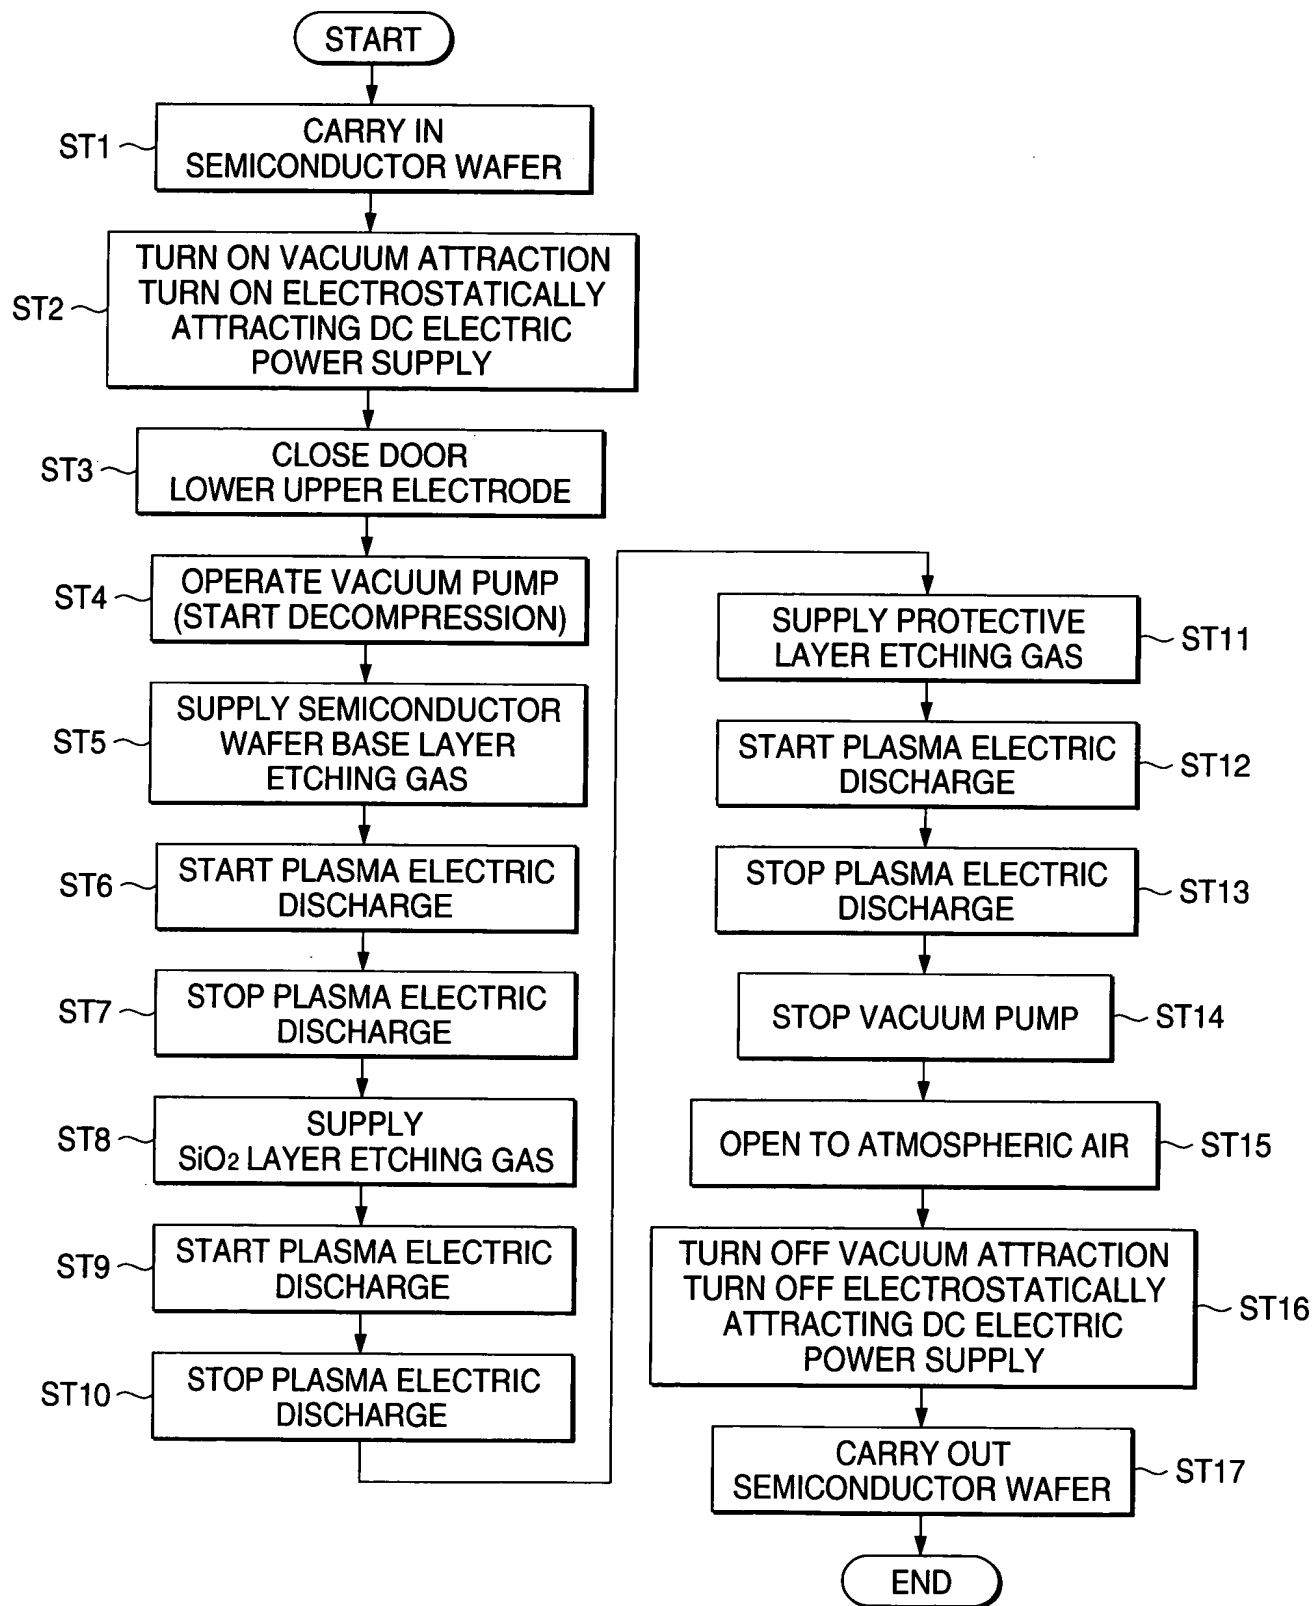 START
ST1
CARRY IN
SEMICONDUCTOR WAFER
ST2
TURN ON VACUUM ATTRACTION
TURN ON ELECTROSTATICALLY
ATTRACTING DC ELECTRIC
POWER SUPPLY
ST3
CLOSE DOOR
LOWER UPPER ELECTRODE
ST4
OPERATE VACUUM PUMP
(START DECOMPRESSION)
ST5
SUPPLY SEMICONDUCTOR
WAFER BASE LAYER
ETCHING GAS
ST6
START PLASMA ELECTRIC
DISCHARGE
ST7
STOP PLASMA ELECTRIC
DISCHARGE
ST8
SUPPLY
SiO2 LAYER ETCHING GAS
ST9
START PLASMA ELECTRIC
DISCHARGE
ST10
STOP PLASMA ELECTRIC
DISCHARGE
SUPPLY PROTECTIVE
LAYER ETCHING GAS
ST11
START PLASMA ELECTRIC
DISCHARGE
ST12
STOP PLASMA ELECTRIC
DISCHARGE
ST13
STOP VACUUM PUMP
ST14
OPEN TO ATMOSPHERIC AIR
ST15
TURN OFF VACUUM ATTRACTION
TURN OFF ELECTROSTATICALLY
ATTRACTING DC ELECTRIC
POWER SUPPLY
ST16
CARRY OUT
SEMICONDUCTOR WAFER
ST17
END